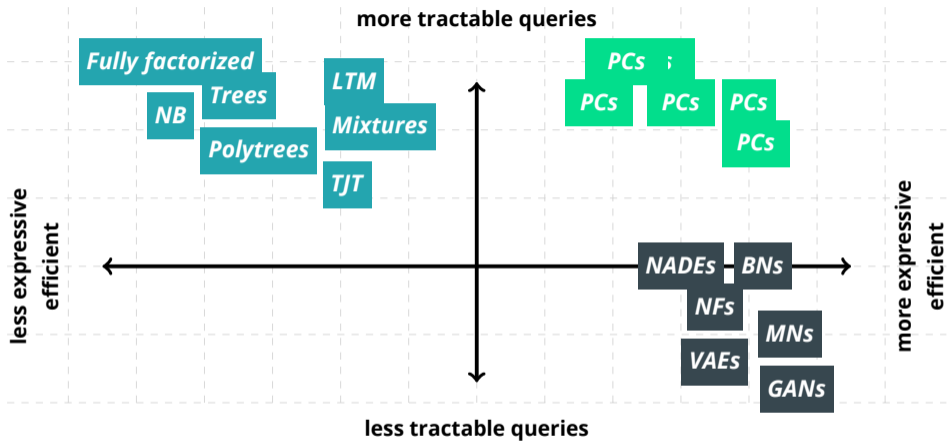 more tractable queries
Fully factorized
NB
Trees
Polytrees
LTM
Mixtures
TJT
PCs
PCs
PCs
PCs
PCs
less expressive
efficient
more expressive
efficient
NADEs
BNs
NFs
MNs
VAEs
GANs
less tractable queries